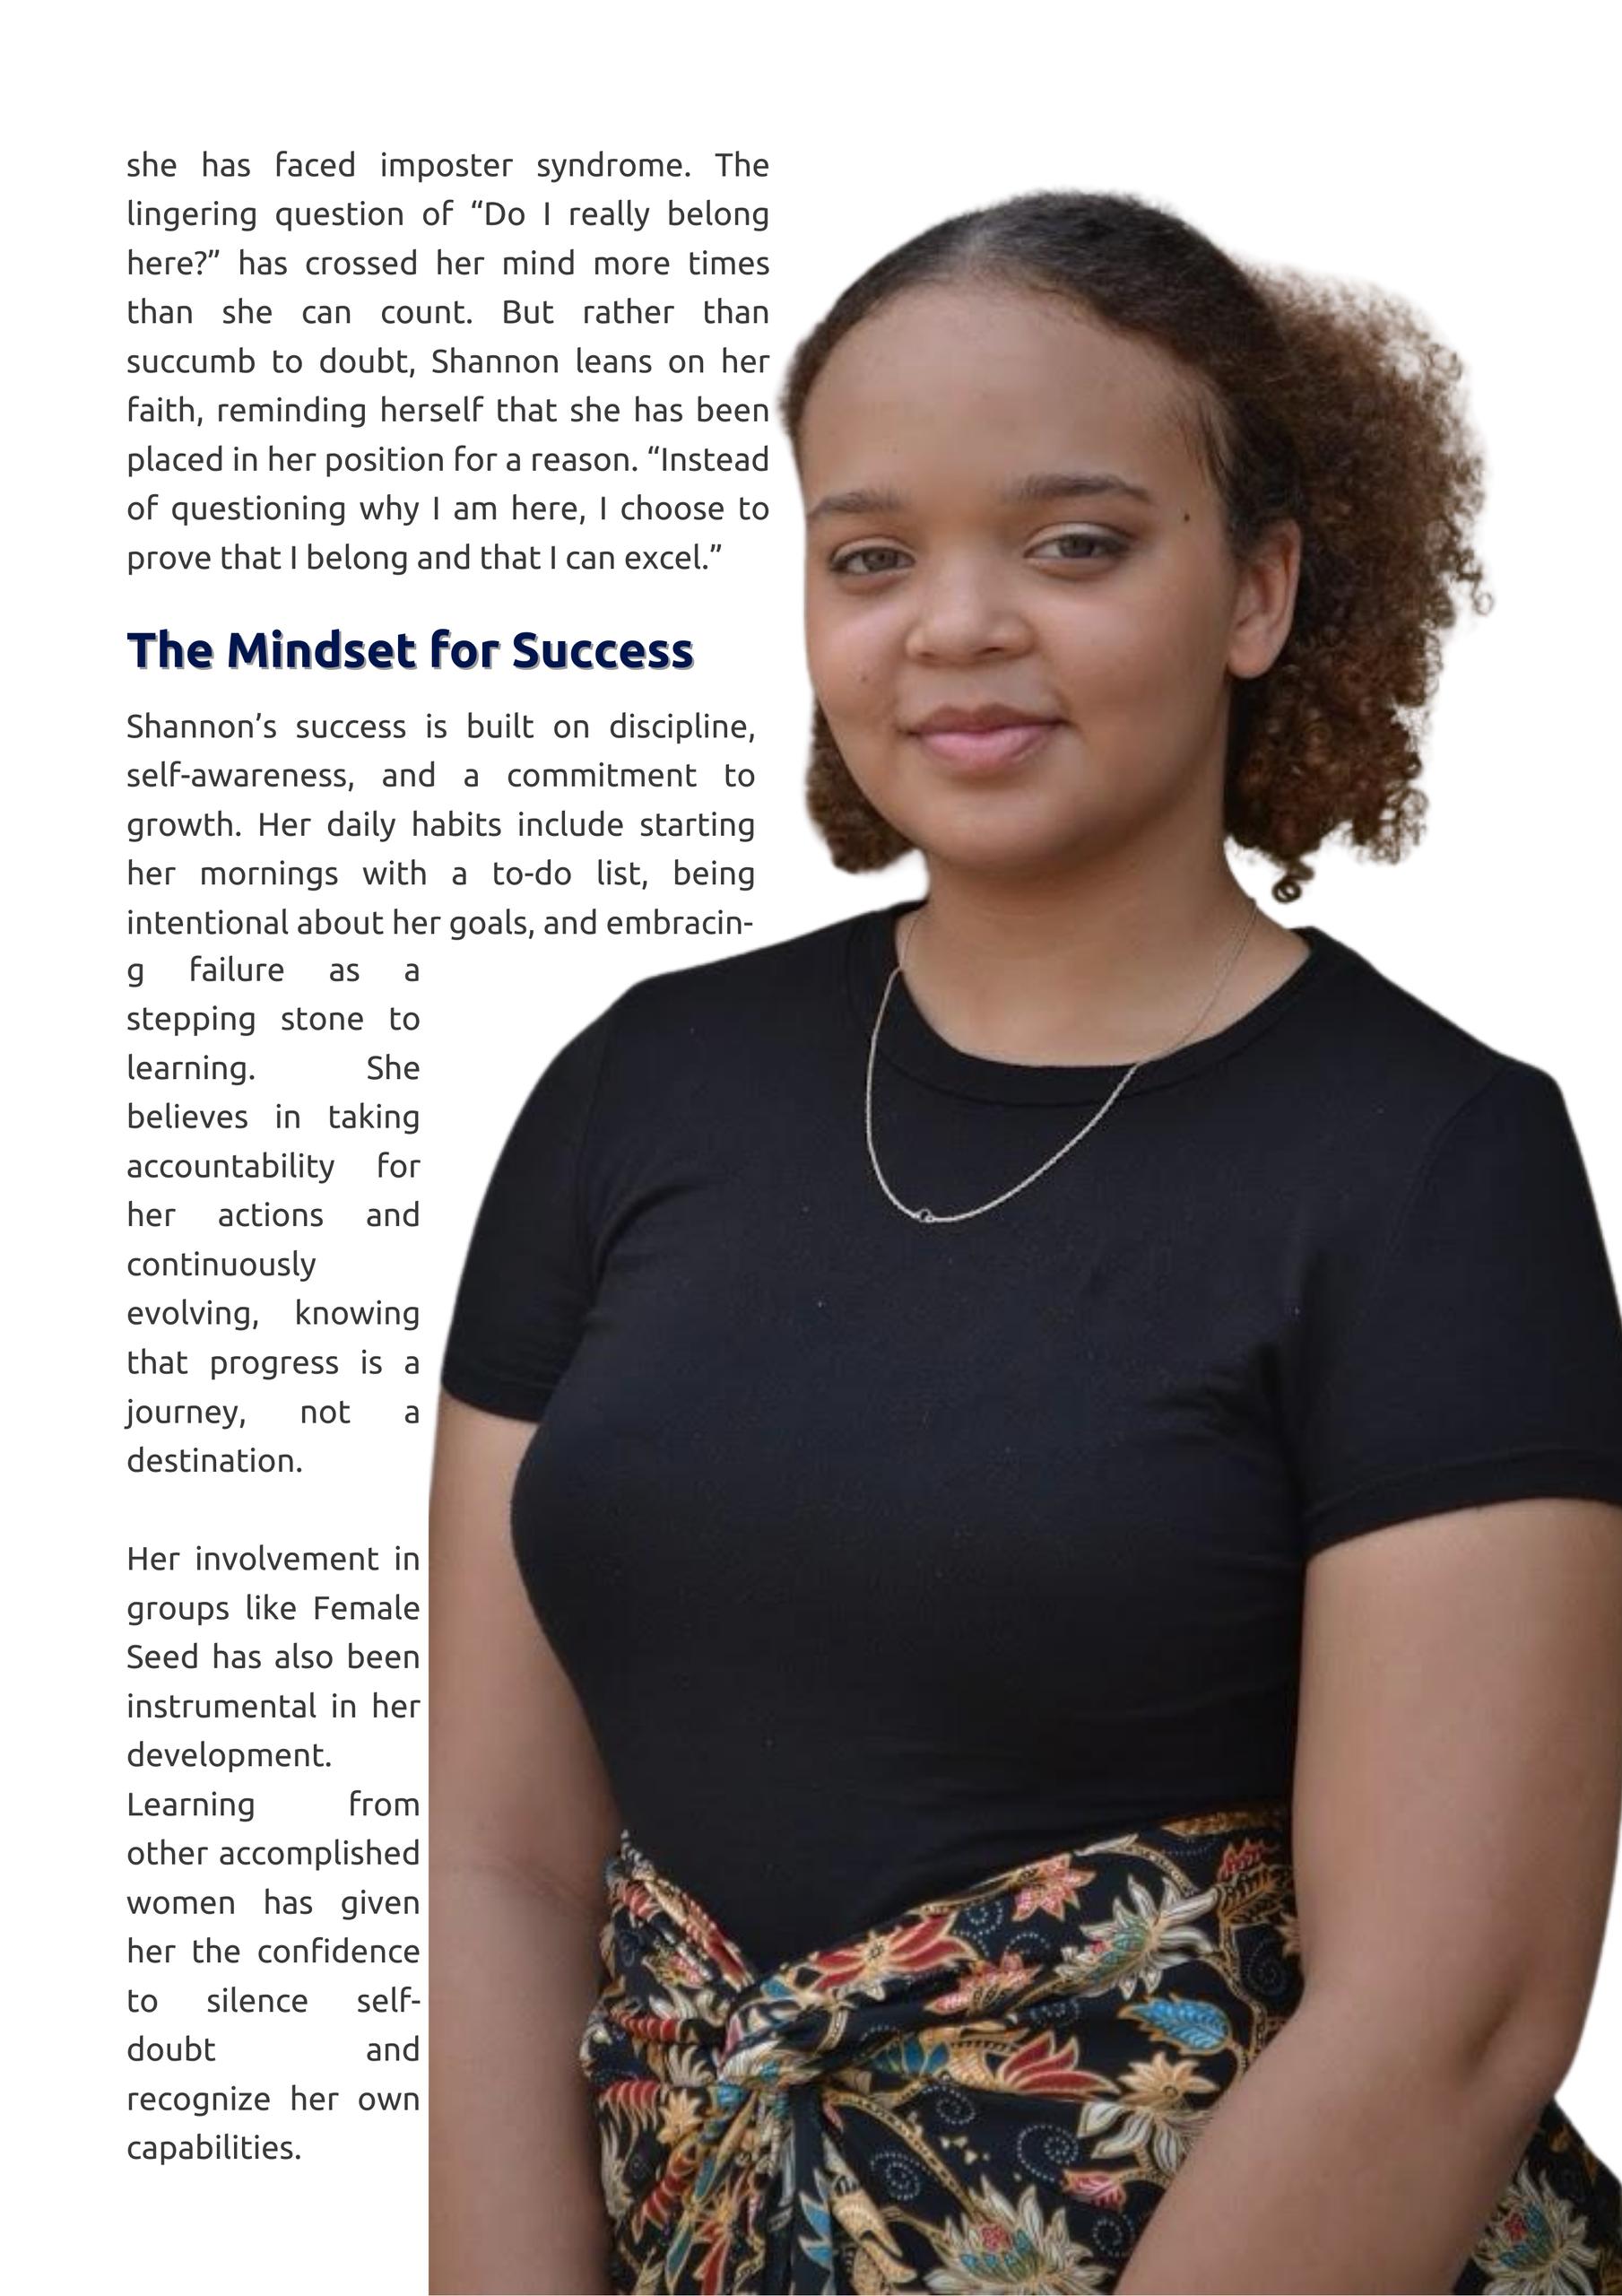 she has faced imposter syndrome. The
lingering question of “Do I really belong
here?” has crossed her mind more times
than she can count. But rather than
succumb to doubt, Shannon leans on her
faith, reminding herself that she has been
placed in her position for a reason. “Instead
of questioning why I am here, I choose to
prove that I belong and that I can excel.”
The Mindset for Success
Shannon’s success is built on discipline,
self-awareness, and a commitment to
growth. Her daily habits include starting
her mornings with a to-do list, being
intentional about her goals, and embracin-
g failure as a
stepping stone to
learning. She
believes in taking
accountability for
her actions and
continuously
evolving, knowing
that progress is a
journey, not a
destination.
Her involvement in
groups like Female
Seed has also been
instrumental in her
development.
Learning from
other accomplished
women has given
her the confidence
to silence self-
doubt and
recognize her own
capabilities.